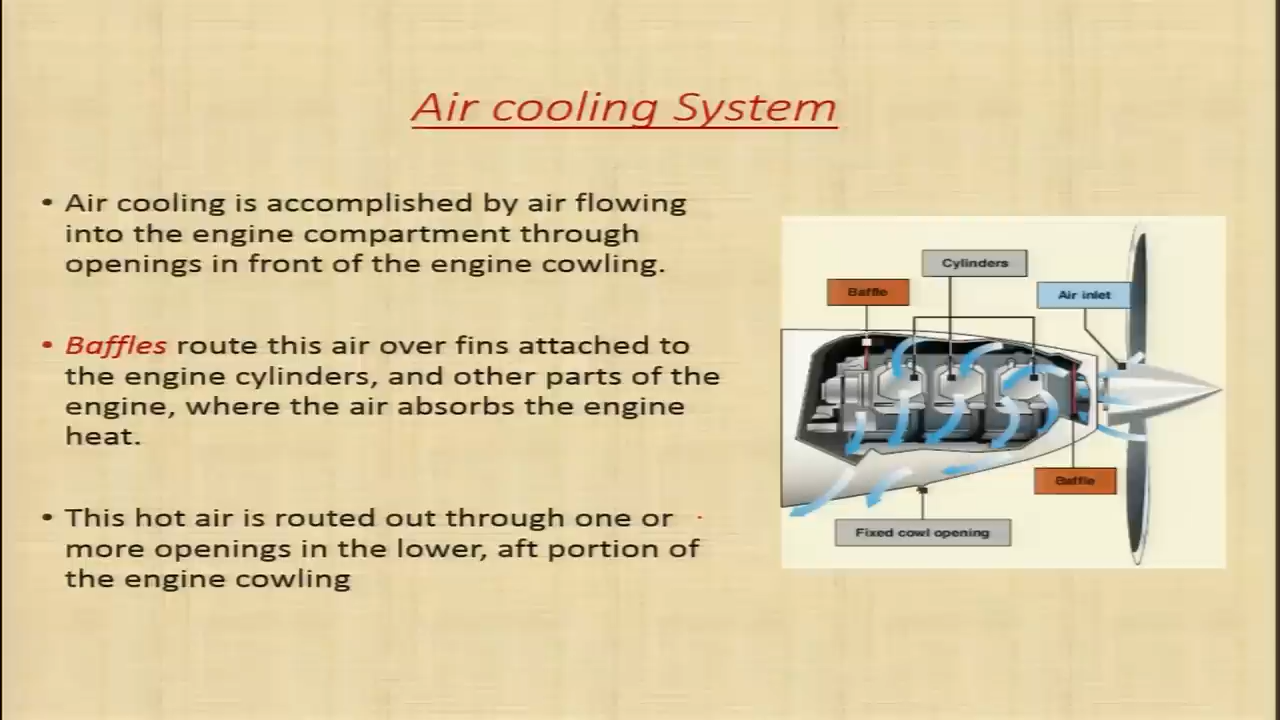 Air cooling System
• Air cooling is accomplished by air flowing
into the engine compartment through
openings in front of the engine cowling.
• Baffles route this air over fins attached to
the engine cylinders, and other parts of the
engine, where the air absorbs the engine
heat.
• This hot air is routed out through one or
more openings in the lower, aft portion of
the engine cowling
Cylinders
Baffle
Air inlet
Baffle
Fixed cowl opening